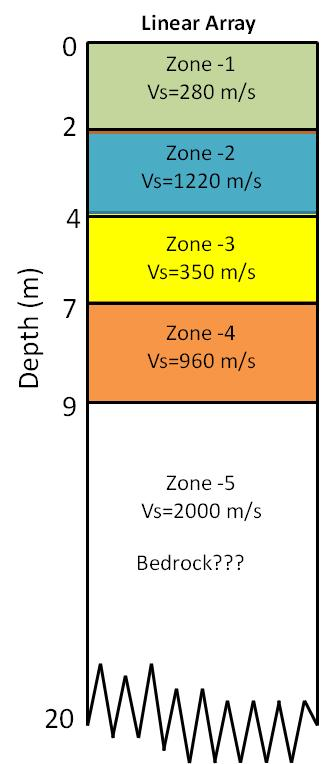 Linear Array
0
Zone -1
Vs=280 m/s
2
Zone -2
Vs=1220 m/s
4
Zone -3
Vs=350 m/s
7
Zone -4
Vs=960 m/s
9
Depth (m)
Zone -5
Vs=2000 m/s
Bedrock???
20